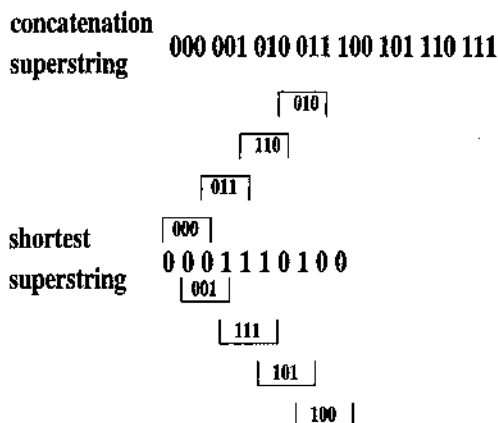 concatenation
superstring
000 001 010 011 100 101 110 111
010
110
011
000
shortest
superstring
0 0 0 1 1 1 0 1 0 0
001
111
101
100